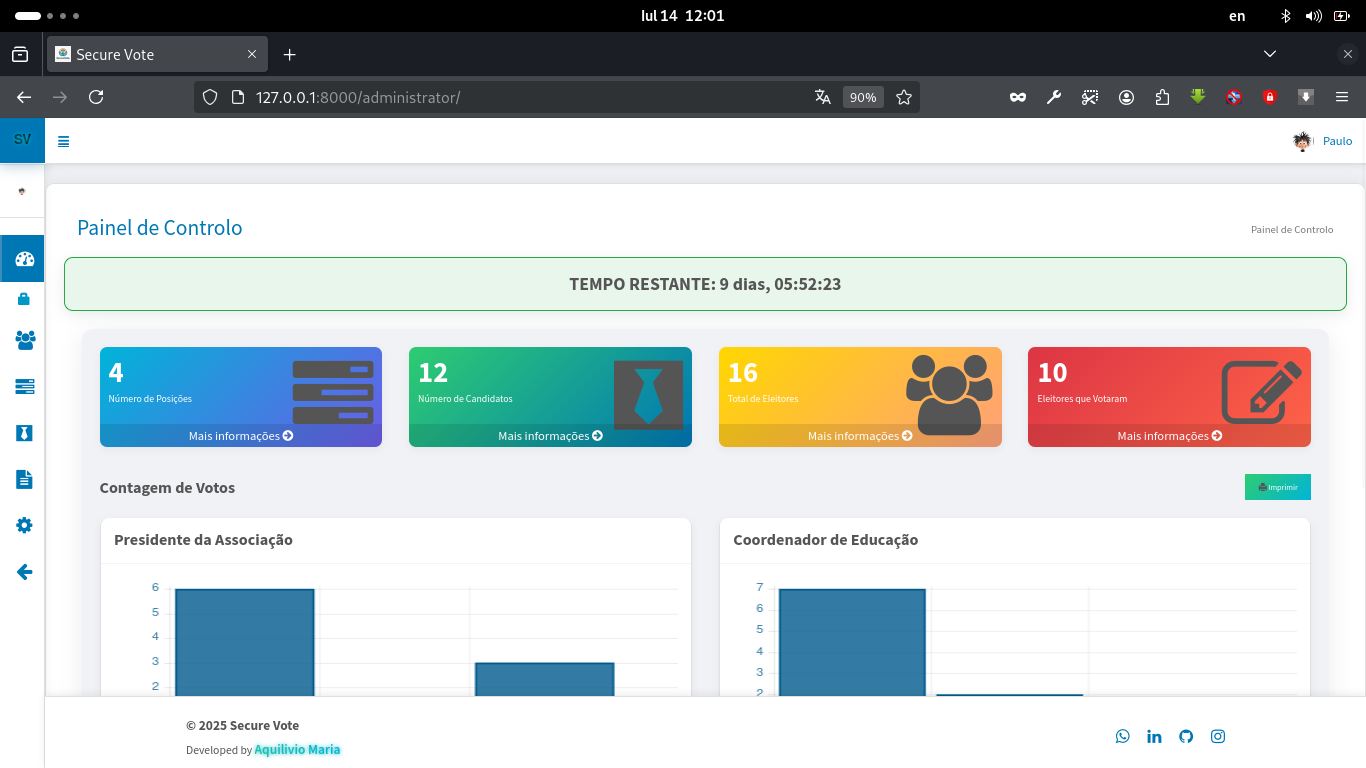 Iul 14 12:01
en
Secure Vote
127.0.0.1:8000/administrator/
90%
SV
Paulo
Painel de Controlo
Painel de Controlo
TEMPO RESTANTE: 9 dias, 05:52:23
4
Número de Posições
Mais informações
12
Número de Candidatos
Mais informações
16
Total de Eleitores
Mais informações
10
Eleitores que Votaram
Mais informações
Contagem de Votos
Imprimir
Presidente da Associação
6
5
4
3
2
Coordenador de Educação
7
6
5
4
3
2
© 2025 Secure Vote
Developed by Aquilivio Maria